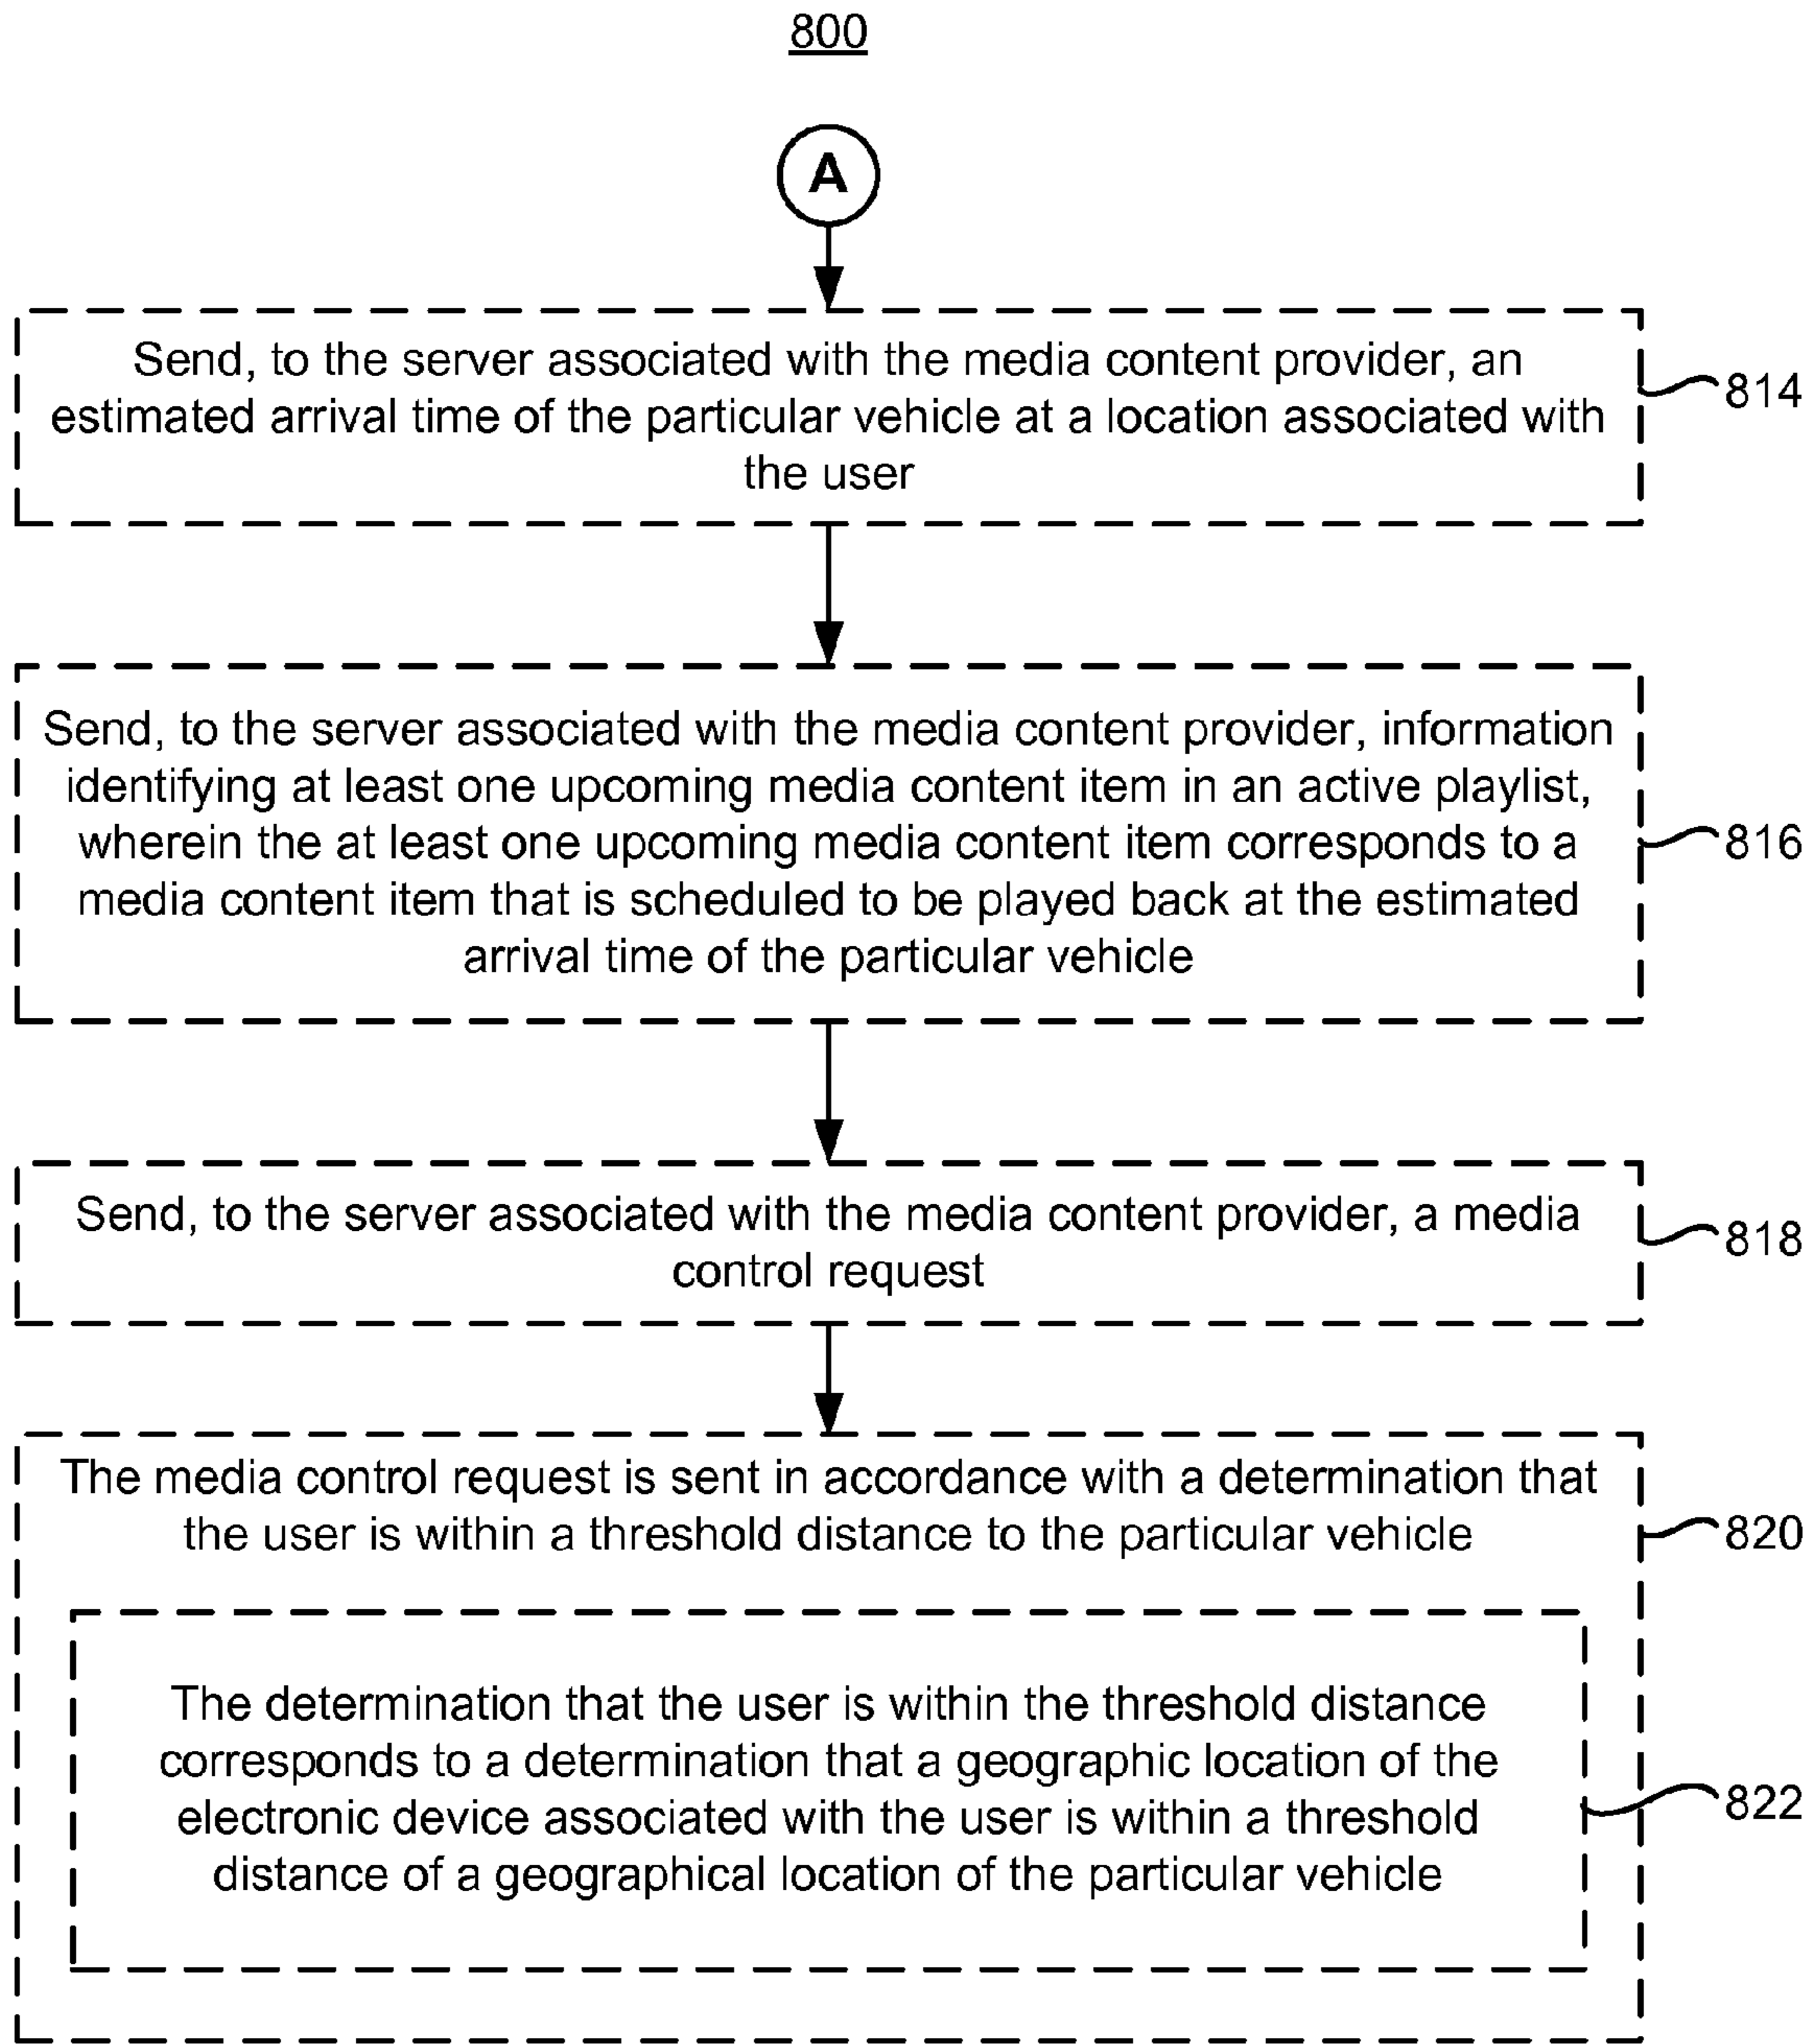 800
A
Send, to the server associated with the media content provider, an
estimated arrival time of the particular vehicle at a location associated with
the user
814
Send, to the server associated with the media content provider, information
identifying at least one upcoming media content item in an active playlist,
wherein the at least one upcoming media content item corresponds to a
media content item that is scheduled to be played back at the estimated
arrival time of the particular vehicle
816
Send, to the server associated with the media content provider, a media
control request
818
The media control request is sent in accordance with a determination that
the user is within a threshold distance to the particular vehicle
820
The determination that the user is within the threshold distance
corresponds to a determination that a geographic location of the
electronic device associated with the user is within a threshold
distance of a geographical location of the particular vehicle
822